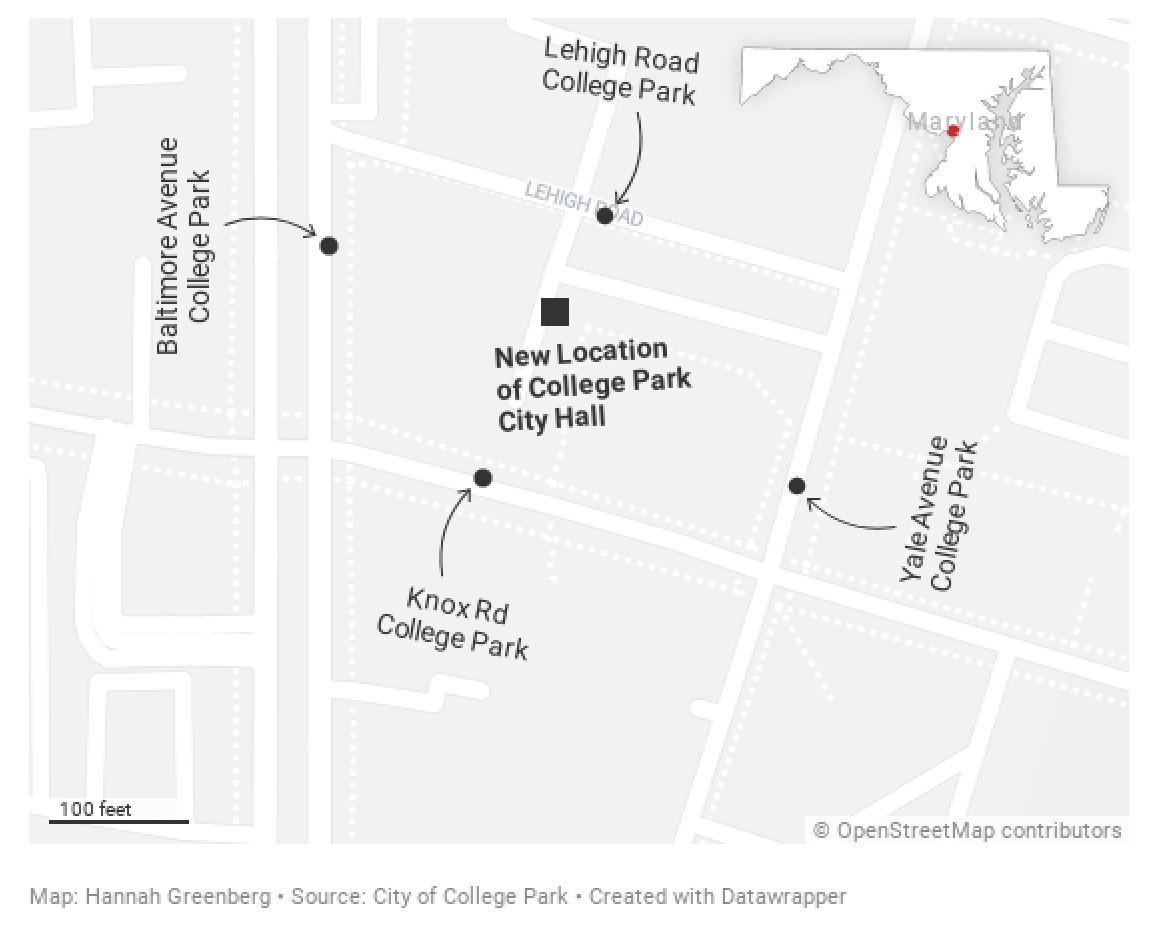 Lehigh Road
College Park
Maryland
Baltimore Avenue
College Park
LEHIGH ROAD
New Location
of College Park
City Hall
Yale Avenue
College Park
Knox Rd
College Park
100 feet
© OpenStreetMap contributors
Map: Hannah Greenberg • Source: City of College Park • Created with Datawrapper